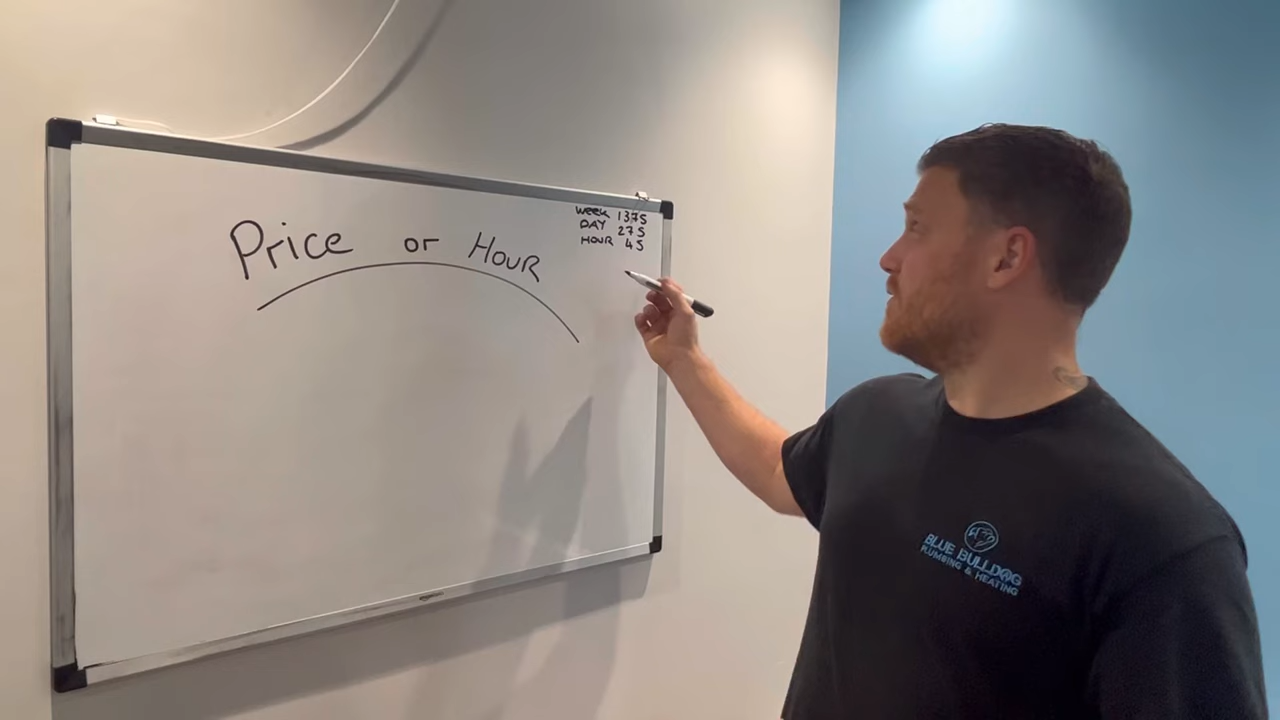 Price or Hour
Week 1375
DAY 275
HOUR 45
BLUE BULLDOG
PLUMBING & HEATING